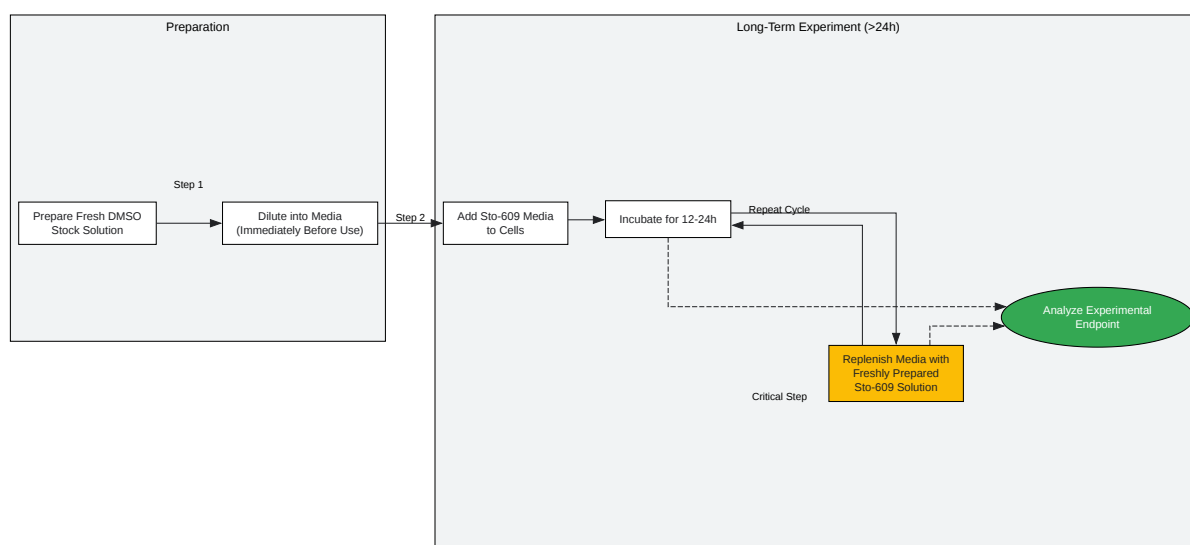 Preparation
Long-Term Experiment (>24h)
Step 1
Prepare Fresh DMSO
Stock Solution
Dilute into Media
(Immediately Before Use)
Step 2
Add Sto-609 Media
to Cells
Incubate for 12-24h
Repeat Cycle
Analyze Experimental
Endpoint
Replenish Media with
Freshly Prepared
Sto-609 Solution
Critical Step